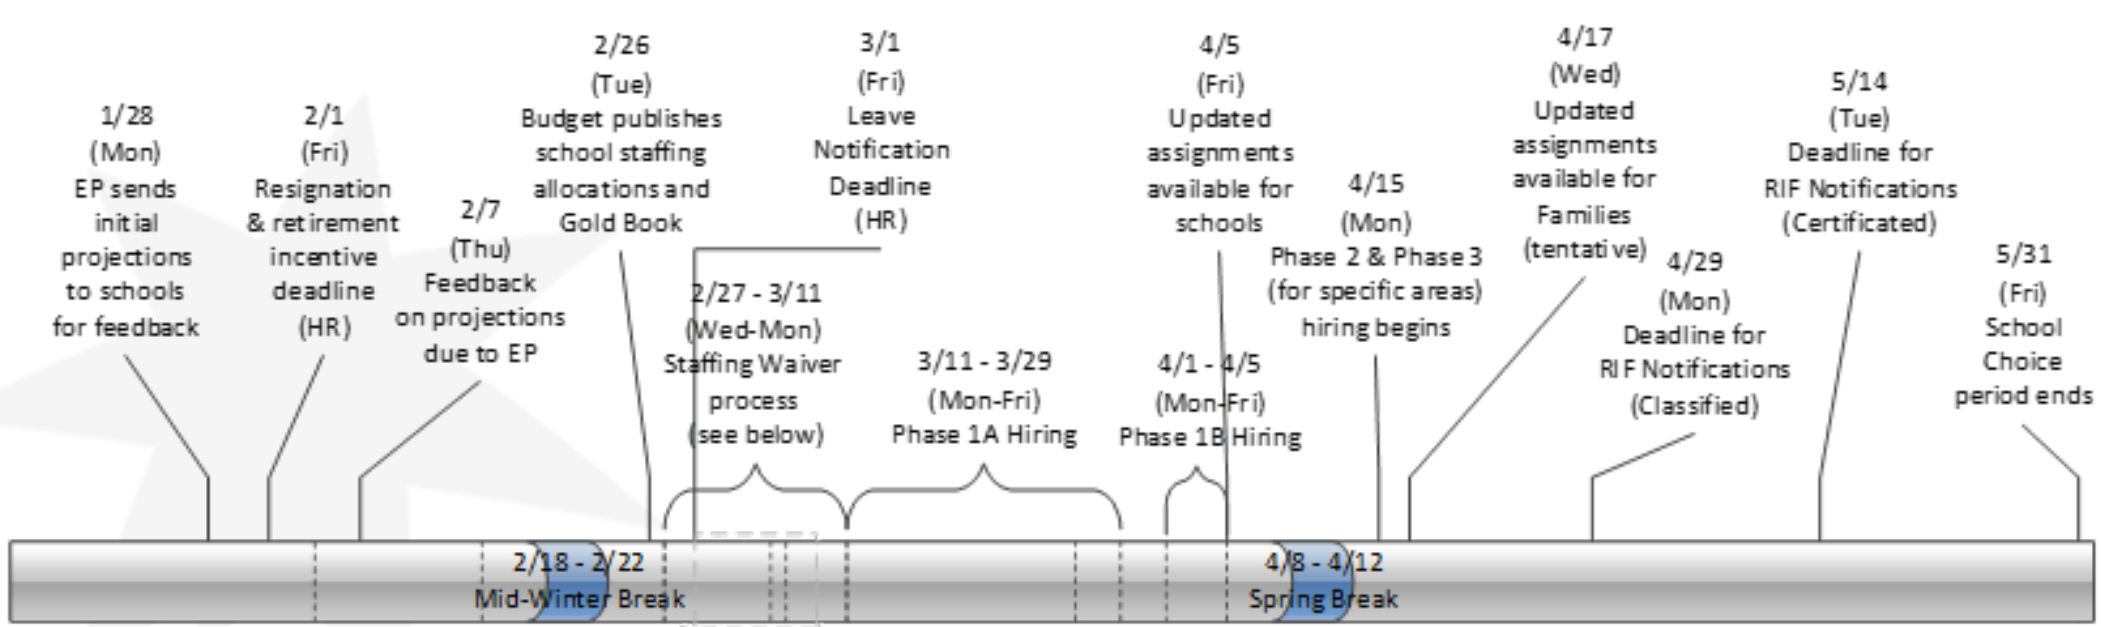 1/28
(Mon)
EP sends
initial
projections
to schools
for feedback
2/1
(Fri)
Resignation
& retirement
incentive
deadline
(HR)
2/7
(Thu)
Feedback
on projections
due to EP
2/26
(Tue)
Budget publishes
school staffing
allocations and
Gold Book
3/1
(Fri)
Leave
Notification
Deadline
(HR)
2/27 - 3/11
(Wed-Mon)
Staffing Waiver
process
(see below)
3/11 - 3/29
(Mon-Fri)
Phase 1A Hiring
4/1 - 4/5
(Mon-Fri)
Phase 1B Hiring
4/5
(Fri)
Updated
assignments
available for
schools
4/15
(Mon)
Phase 2 & Phase 3
(for specific areas)
hiring begins
4/17
(Wed)
Updated
assignments
available for
Families
(tentative)
4/29
(Mon)
Deadline for
RIF Notifications
(Classified)
5/14
(Tue)
Deadline for
RIF Notifications
(Certificated)
5/31
(Fri)
School
Choice
period ends
2/18 - 2/22
Mid-Winter Break
4/8 - 4/12
Spring Break